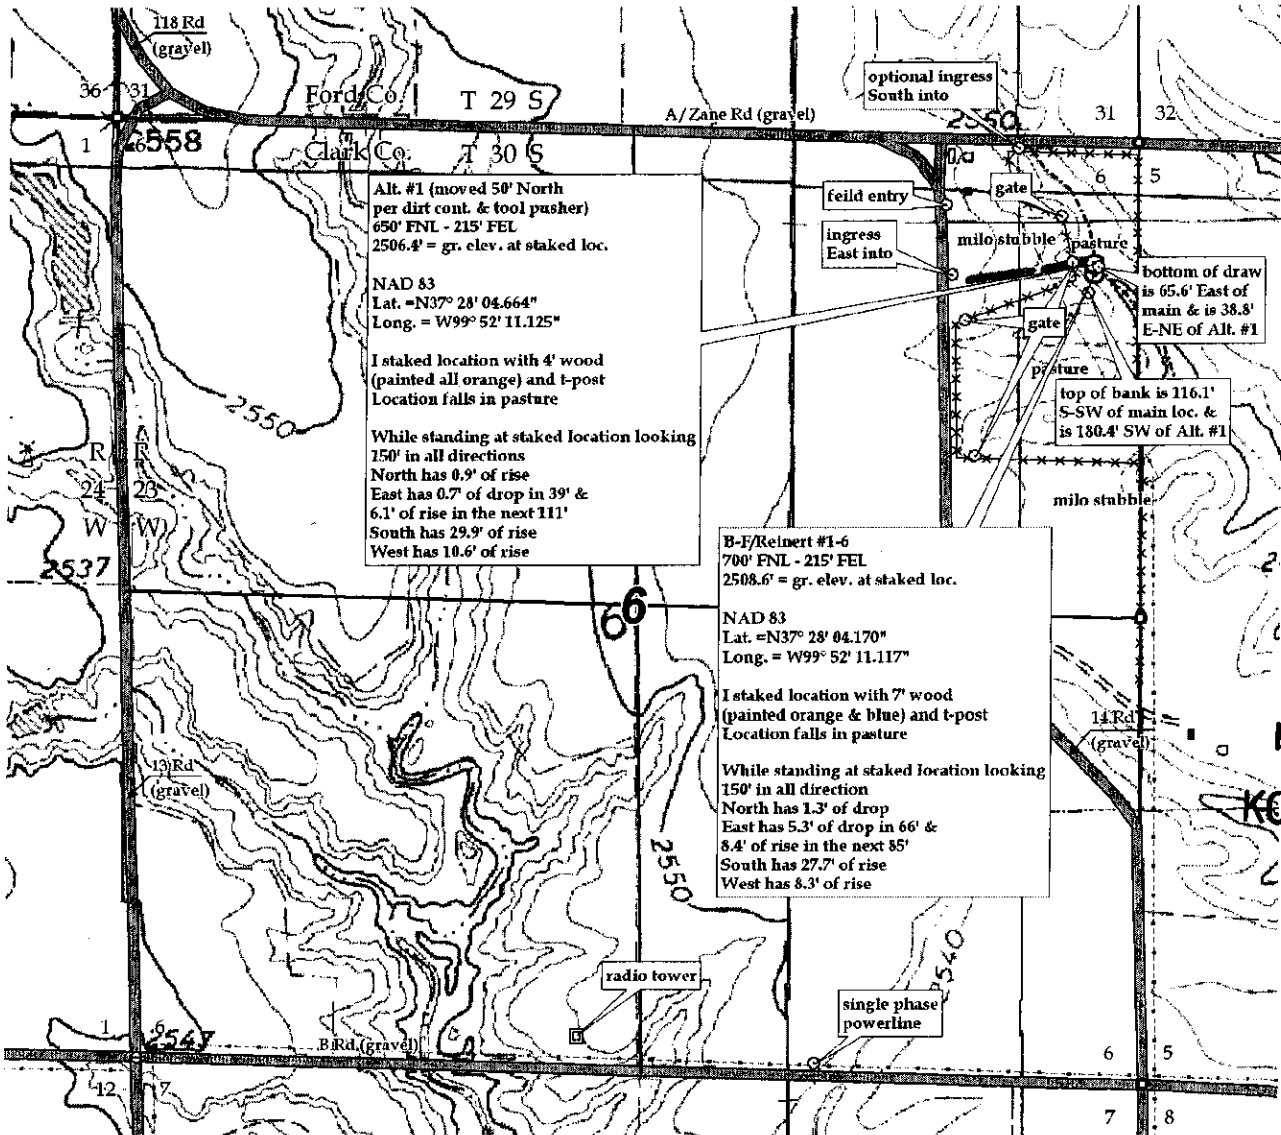 118 Rd
(gravel)
optional ingress
South into
36
31
Ford Co.
T 29 S
A/Zane Rd (gravel)
2550
31
32
1
6
2558
Clark Co.
T 30 S
6
5
Alt. #1 (moved 50' North
per dirt cont. & tool pusher)
650' FNL - 215' FEL
2506.4' = gr. elev. at staked loc.
NAD 83
Lat. =N37° 28' 04.664"
Long. = W99° 52' 11.125"
I staked location with 4' wood
(painted all orange) and t-post
Location falls in pasture
While standing at staked location looking
150' in all directions
North has 0.9' of rise
East has 0.7' of drop in 39' &
6.1' of rise in the next 111'
South has 29.9' of rise
West has 10.6' of rise
feild entry
gate
ingress
East into
milo stubble
pasture
bottom of draw
is 65.6' East of
main & is 38.8'
E-NE of Alt. #1
gate
pasture
top of bank is 116.1'
S-SW of main loc. &
is 180.4' SW of Alt. #1
2550
R R
24 23
W W
milo stubble
2537
6
6
B-F/Reinert #1-6
700' FNL - 215' FEL
2508.6' = gr. elev. at staked loc.
NAD 83
Lat. =N37° 28' 04.170"
Long. = W99° 52' 11.117"
I staked location with 7' wood
(painted orange & blue) and t-post
Location falls in pasture
While standing at staked location looking
150' in all direction
North has 1.3' of drop
East has 5.3' of drop in 66' &
8.4' of rise in the next 85'
South has 27.7' of rise
West has 8.3' of rise
14 Rd
(gravel)
13 Rd
(gravel)
2550
2540
radio tower
single phase
powerline
1
6
2547
B Rd (gravel)
6
5
12
7
7
8